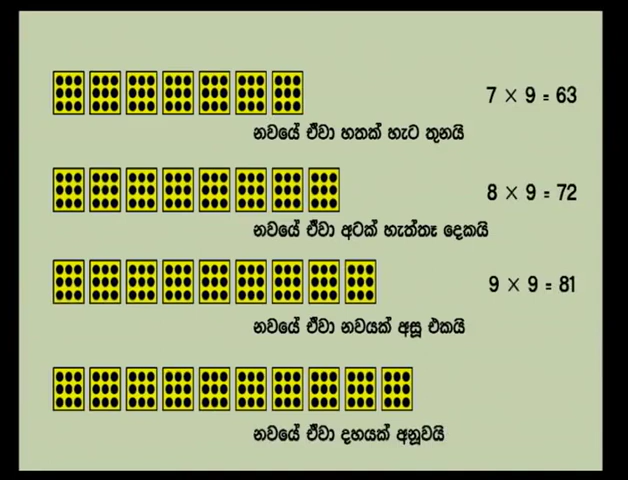 7 × 9 = 63
නවයේ ඒවා හතක් හැට තුනයි
8 × 9 = 72
නවයේ ඒවා අටක් හැත්තෑ දෙකයි
9 × 9 = 81
නවයේ ඒවා නවයක් අසූ එකයි
නවයේ ඒවා දහයක් අනූවයි